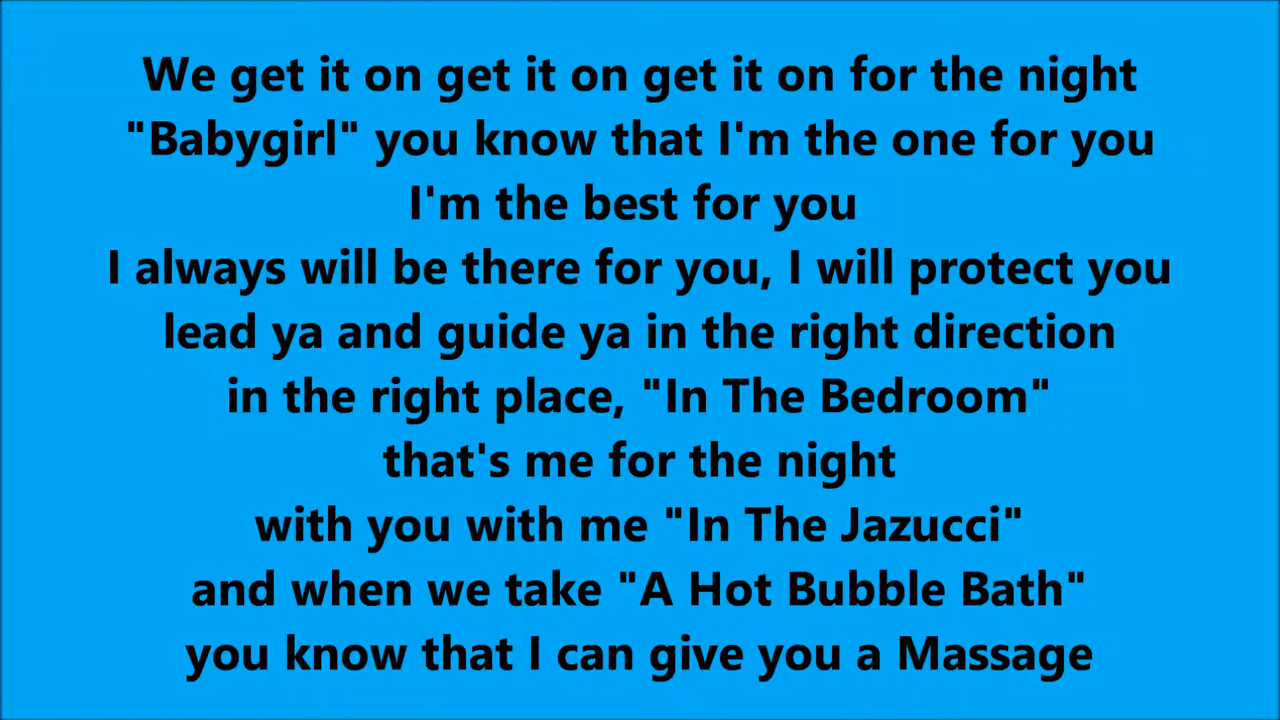 We get it on get it on get it on for the night
"Babygirl" you know that I'm the one for you
I'm the best for you
I always will be there for you, I will protect you
lead ya and guide ya in the right direction
in the right place, "In The Bedroom"
that's me for the night
with you with me "In The Jazucci"
and when we take "A Hot Bubble Bath"
you know that I can give you a Massage